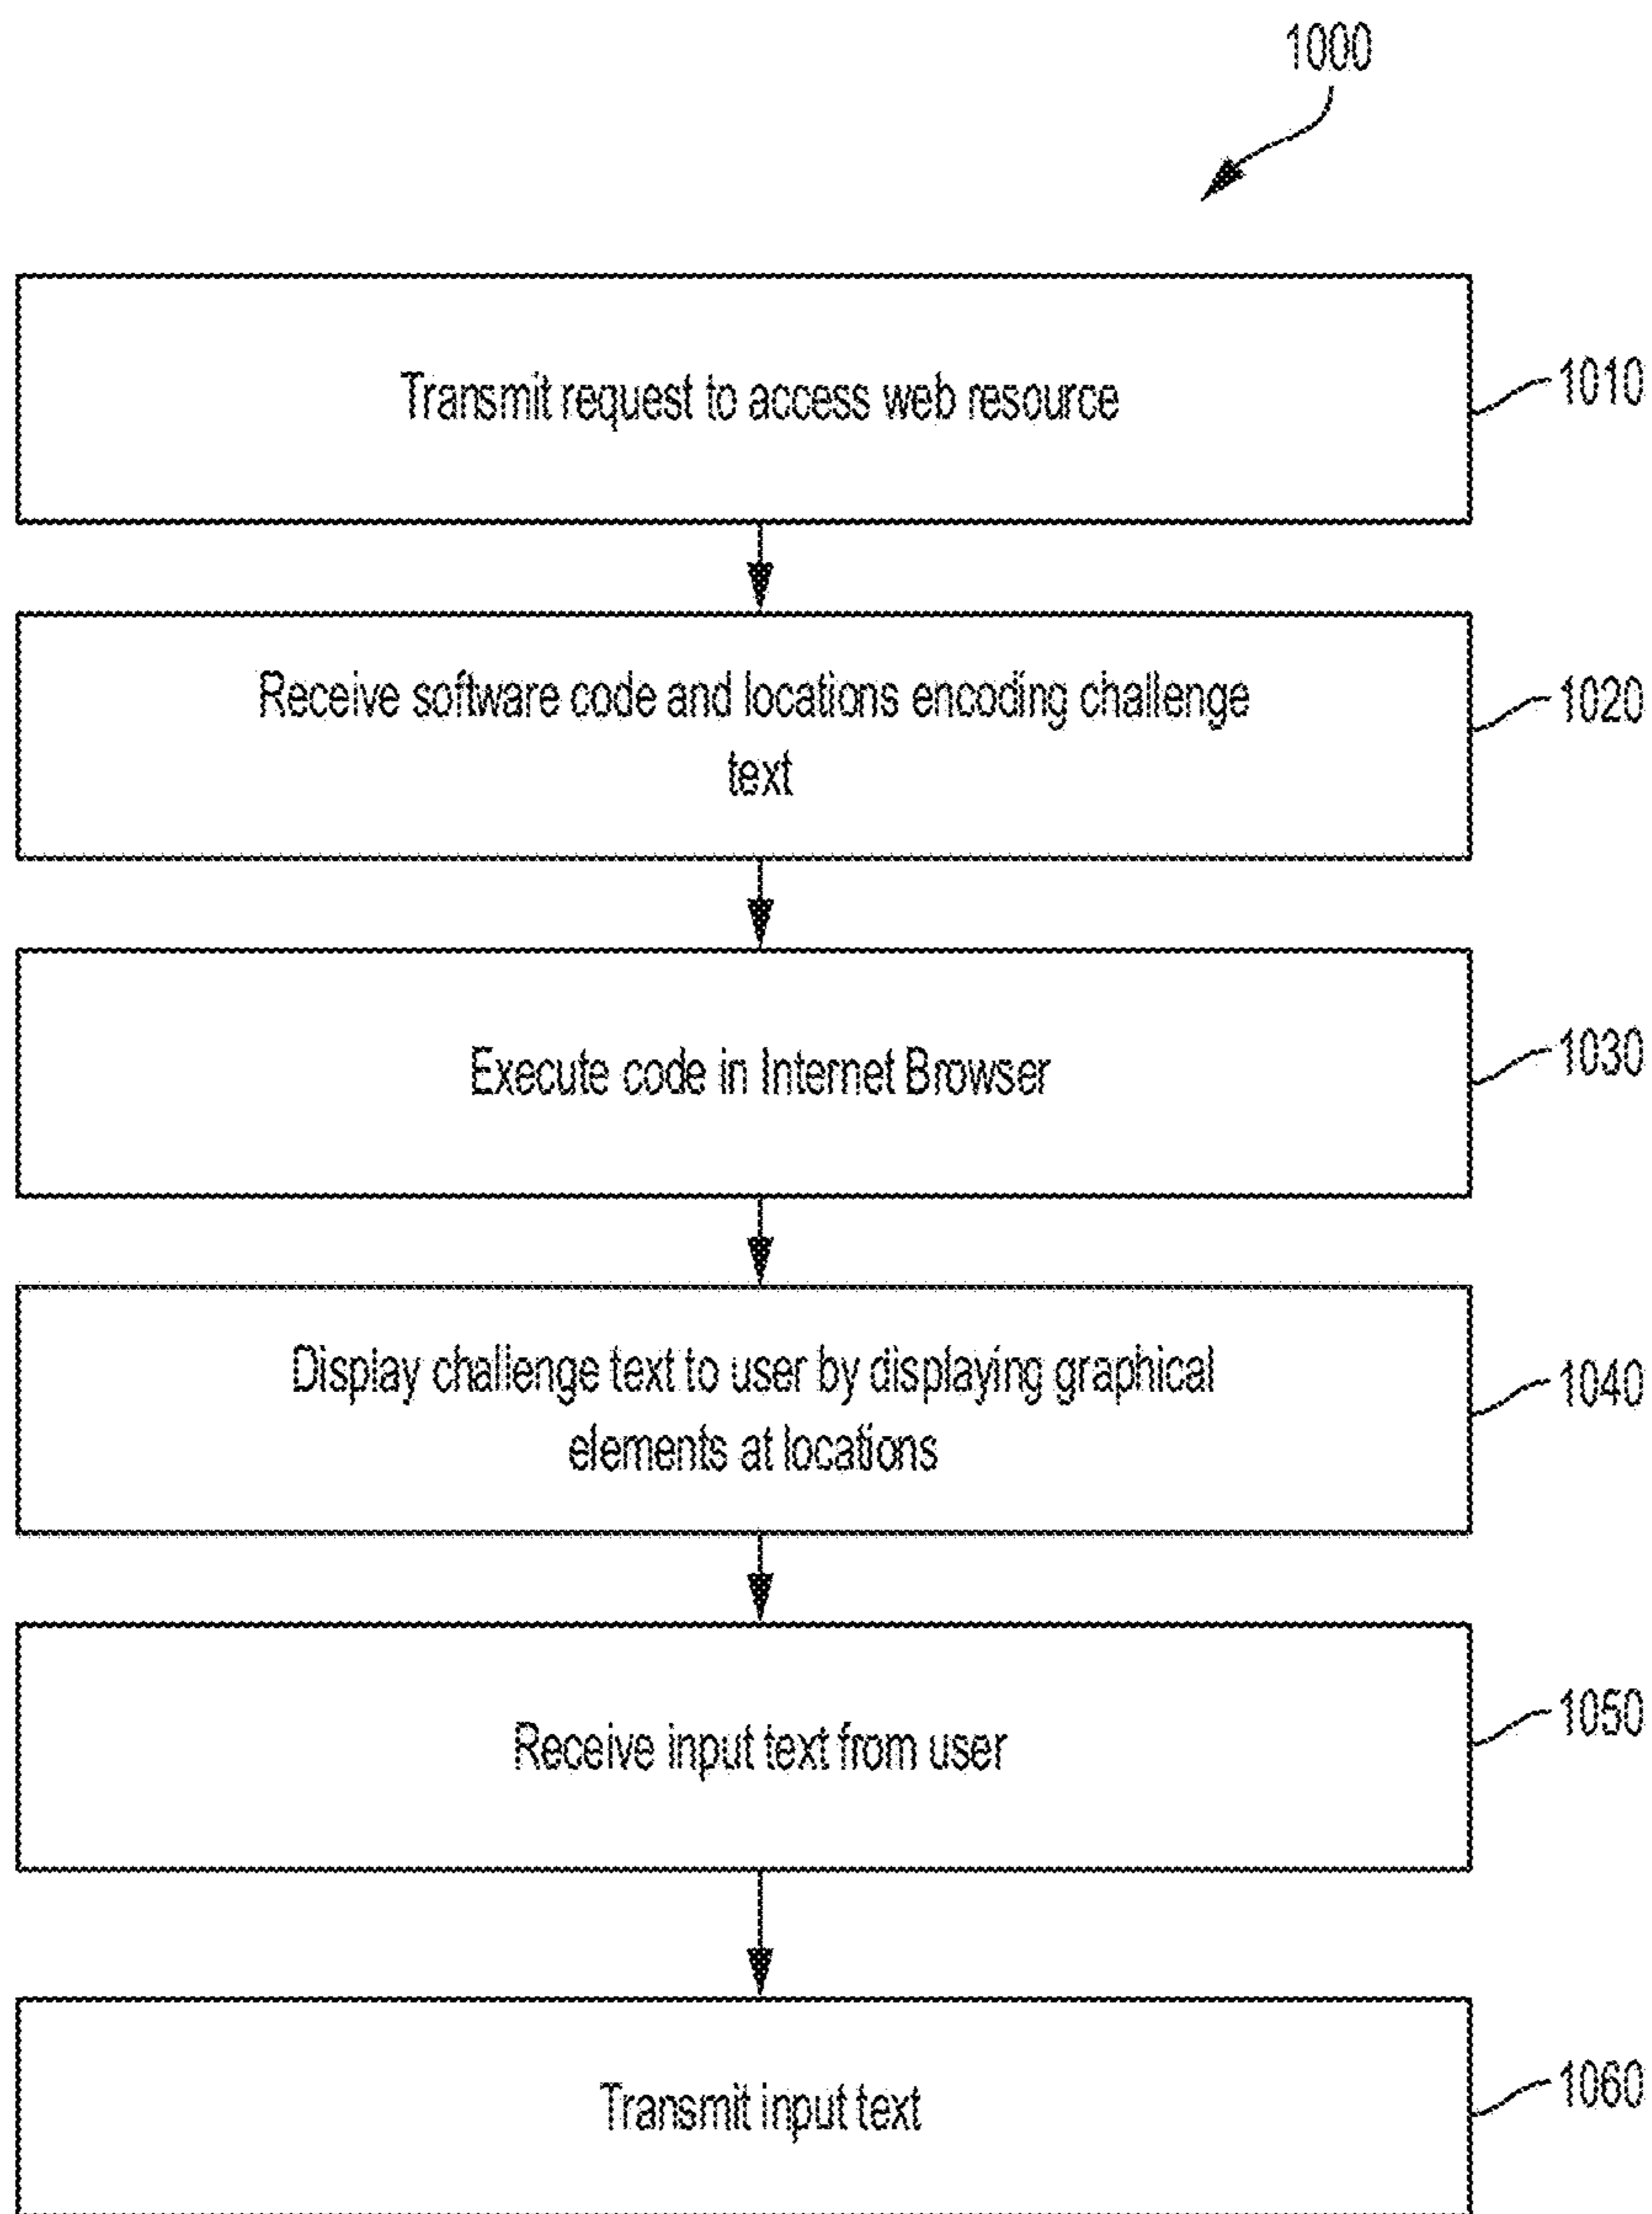 1000
Transmit request to access web resource
1010
Receive software code and locations encoding challenge
text
1020
Execute code in Internet Browser
1030
Display challenge text to user by displaying graphical
elements at locations
1040
Receive input text from user
1050
Transmit input text
1060